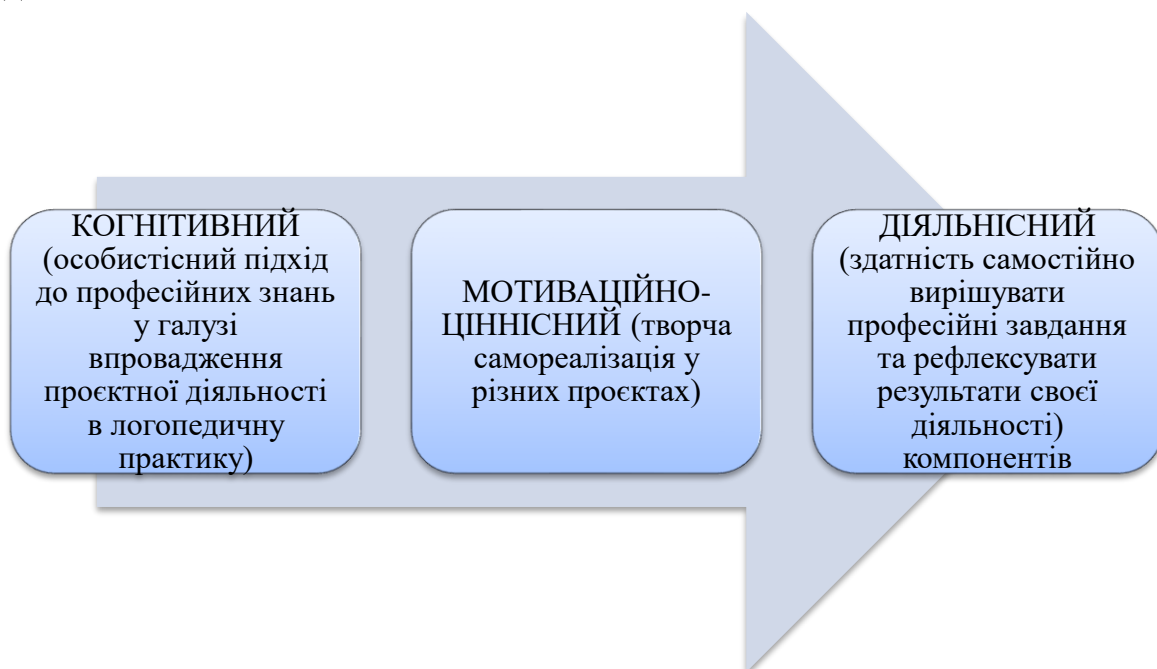 КОГНІТИВНИЙ
(особистісний підхід
до професійних знань
у галузі
впровадження
проєктної діяльності
в логопедичну
практику)
МОТИВАЦІЙНО-
ЦІННІСНИЙ (творча
самореалізація у
різних проєктах)
ДІЯЛЬНІСНИЙ
(здатність самостійно
вирішувати
професійні завдання
та рефлексувати
результати своєї
діяльності)
компонентів